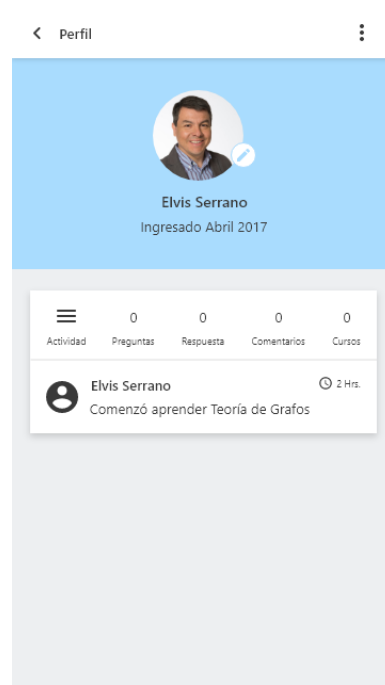 Perfil
Elvis Serrano
Ingresado Abril 2017
0 0 0 0
Actividad Preguntas Respuesta Comentarios Cursos
Elvis Serrano 2 Hrs.
Comenzó aprender Teoría de Grafos